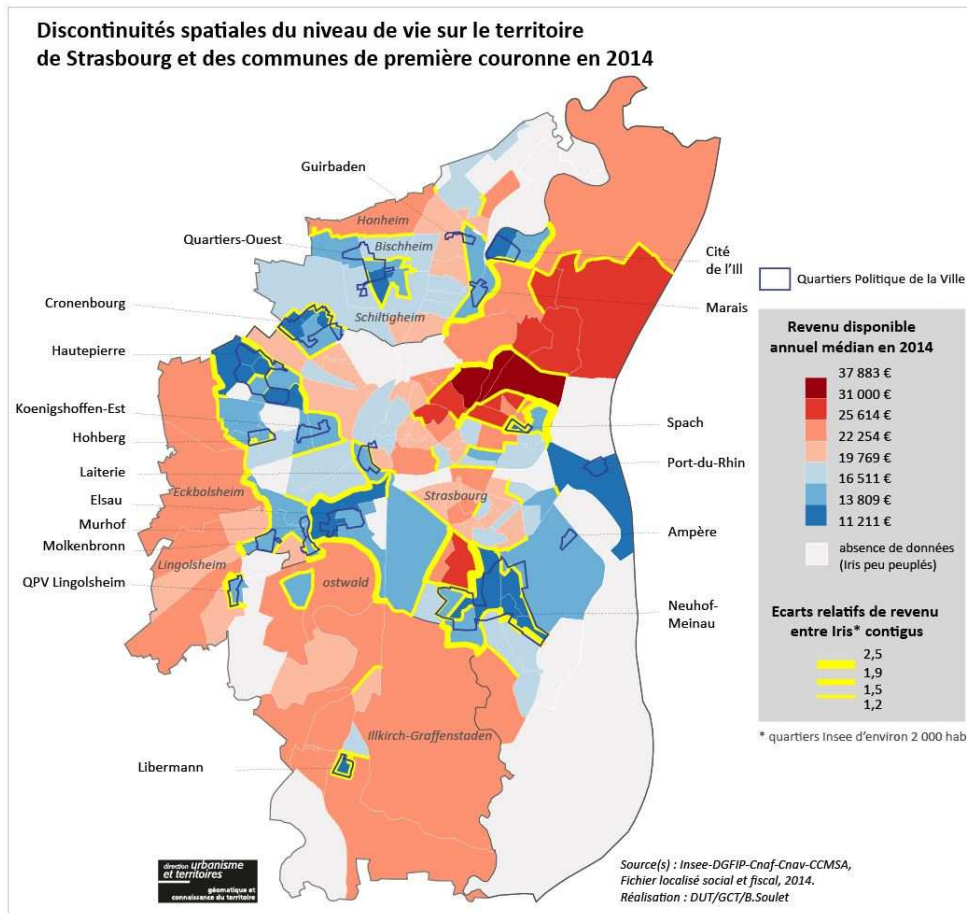 Discontinuités spatiales du niveau de vie sur le territoire
de Strasbourg et des communes de première couronne en 2014
Guirbaden
Honheim
Quartiers-Ouest
Bischheim
Cité
de l'Ill
Quartiers Politique de la Ville
Cronenbourg
Marais
Schiltigheim
Hautepierre
Koenigshoffen-Est
Hohberg
Laiterie
Elsau
Murhof
Molkenbronn
QPV Lingolsheim
Eckbolsheim
Lingolsheim
Strasbourg
ostwald
Spach
Port-du-Rhin
Ampère
Neuhof-
Meinau
Illkirch-Graffenstaden
Libermann
Revenu disponible
annuel médian en 2014
37 883 €
31 000 €
25 614 €
22 254 €
19 769 €
16 511 €
13 809 €
11 211 €
absence de données
(Iris peu peuplés)
Ecarts relatifs de revenu
entre Iris* contigus
2,5
1,9
1,5
1,2
* quartiers Insee d'environ 2 000 hab
direction urbanisme
et territoires
géomatique et
connaissance du territoire
Source(s) : Insee-DGFIP-Cnaf-Cnav-CCMSA,
Fichier localisé social et fiscal, 2014.
Réalisation : DUT/GCT/B.Soulet